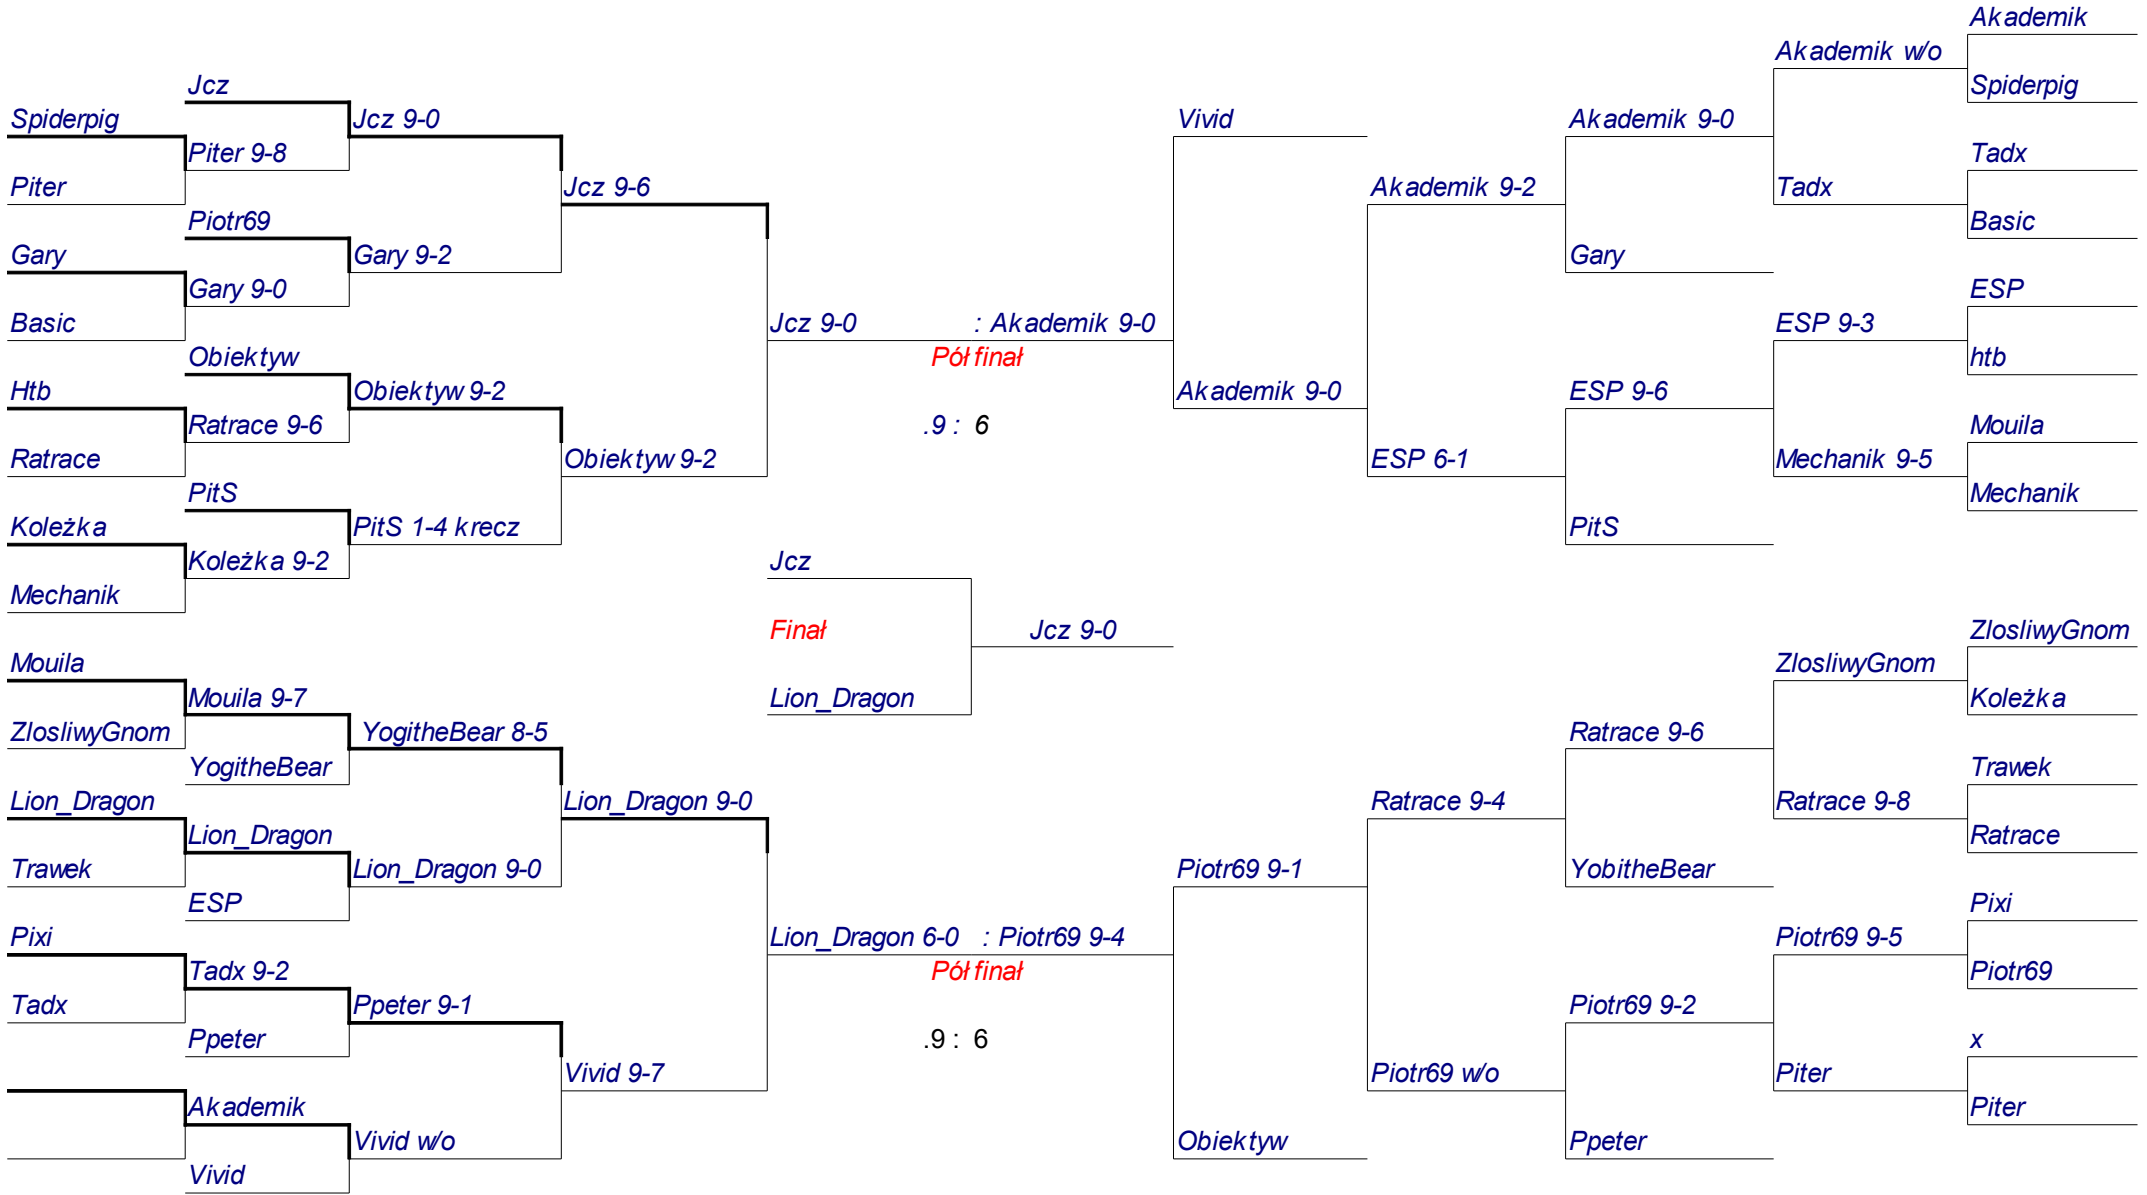 Akademik
Akademik w/o
Jcz
Spiderpig
Spiderpig
Jcz 9-0
Vivid
Akademik 9-0
Piter 9-8
Tadx
Piter
Jcz 9-6
Akademik 9-2
Tadx
Piotr69
Basic
Gary
Gary 9-2
Gary
Gary 9-0
ESP
Basic
Jcz 9-0 : Akademik 9-0
ESP 9-3
Obiektyw
Półfinał
htb
Htb
Obiektyw 9-2
Akademik 9-0
ESP 9-6
Ratrace 9-6
.9 : 6
Mouila
Ratrace
Obiektyw 9-2
ESP 6-1
Mechanik 9-5
PitS
Mechanik
Koleżka
PitS 1-4 krecz
PitS
Koleżka 9-2
Jcz
Mechanik
Finał
Jcz 9-0
ZlosliwyGnom
Mouila
ZlosliwyGnom
Mouila 9-7
Lion_Dragon
Koleżka
ZlosliwyGnom
YogitheBear 8-5
Ratrace 9-6
YogitheBear
Trawek
Lion_Dragon
Lion_Dragon 9-0
Ratrace 9-4
Ratrace 9-8
Lion_Dragon
Ratrace
Trawek
Lion_Dragon 9-0
Piotr69 9-1
YobitheBear
ESP
Pixi
Pixi
Lion_Dragon 6-0 : Piotr69 9-4
Piotr69 9-5
Tadx 9-2
Półfinał
Piotr69
Tadx
Ppeter 9-1
Piotr69 9-2
Ppeter
.9 : 6
x
Vivid 9-7
Piotr69 w/o
Piter
Akademik
Piter
Vivid w/o
Obiektyw
Ppeter
Vivid